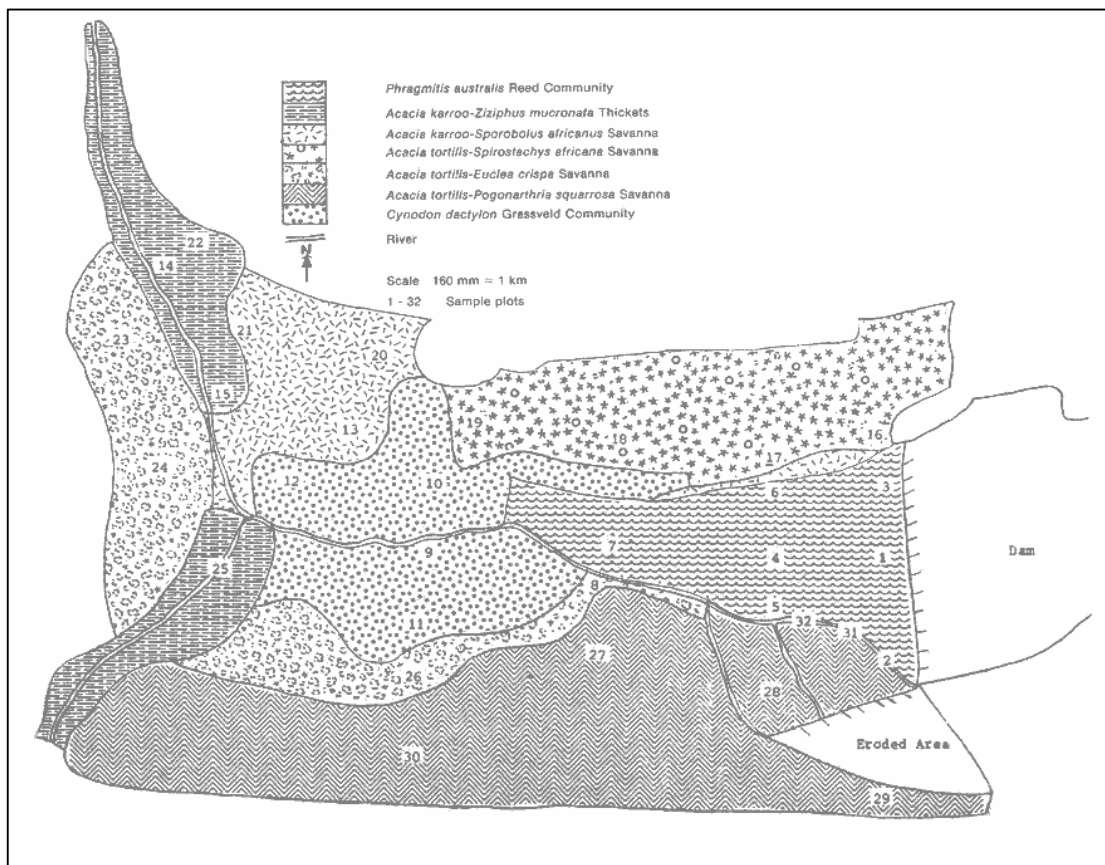 Phragmitis australis Reed Community
Acacia karroo-Ziziphus mucronata Thickets
Acacia karroo-Sporobolus africanus Savanna
Acacia tortilis-Spirostachys africana Savanna
Acacia tortilis-Euclea crispa Savanna
Acacia tortilis-Pogonarthria squarrosa Savanna
Cynodon dactylon Grassveld Community
River
N
Scale 160 mm = 1 km
1 - 32 Sample plots
22
14
23
21
20
15
13
19
18
16
17
24
12
10
6
3
9
7
4
1
Dam
25
8
5
11
32
31
27
2
26
28
30
Eroded Area
29